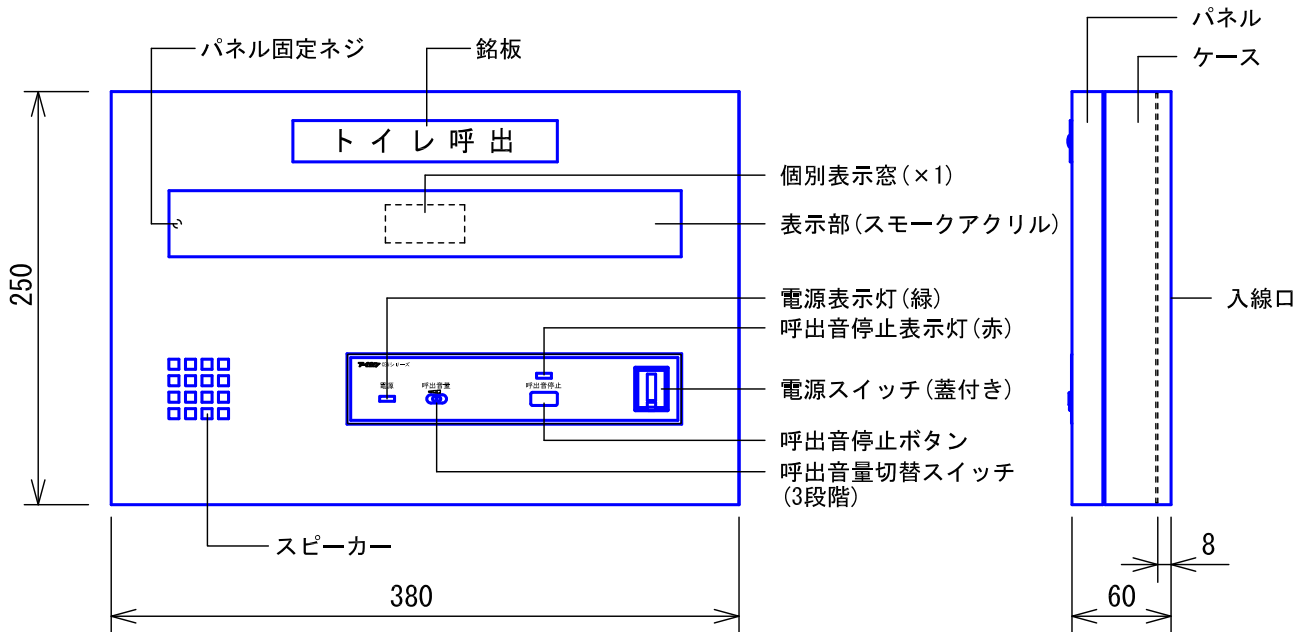 パネル
パネル固定ネジ
銘板
ケース
トイレ呼出
個別表示窓(×1)
表示部(スモークアクリル)
250
電源表示灯(緑)
入線口
呼出音停止表示灯(赤)
シリーズ
電源
呼出音量
呼出音停止
電源スイッチ(蓋付き)
呼出音停止ボタン
呼出音量切替スイッチ
(3段階)
スピーカー
8
380
60